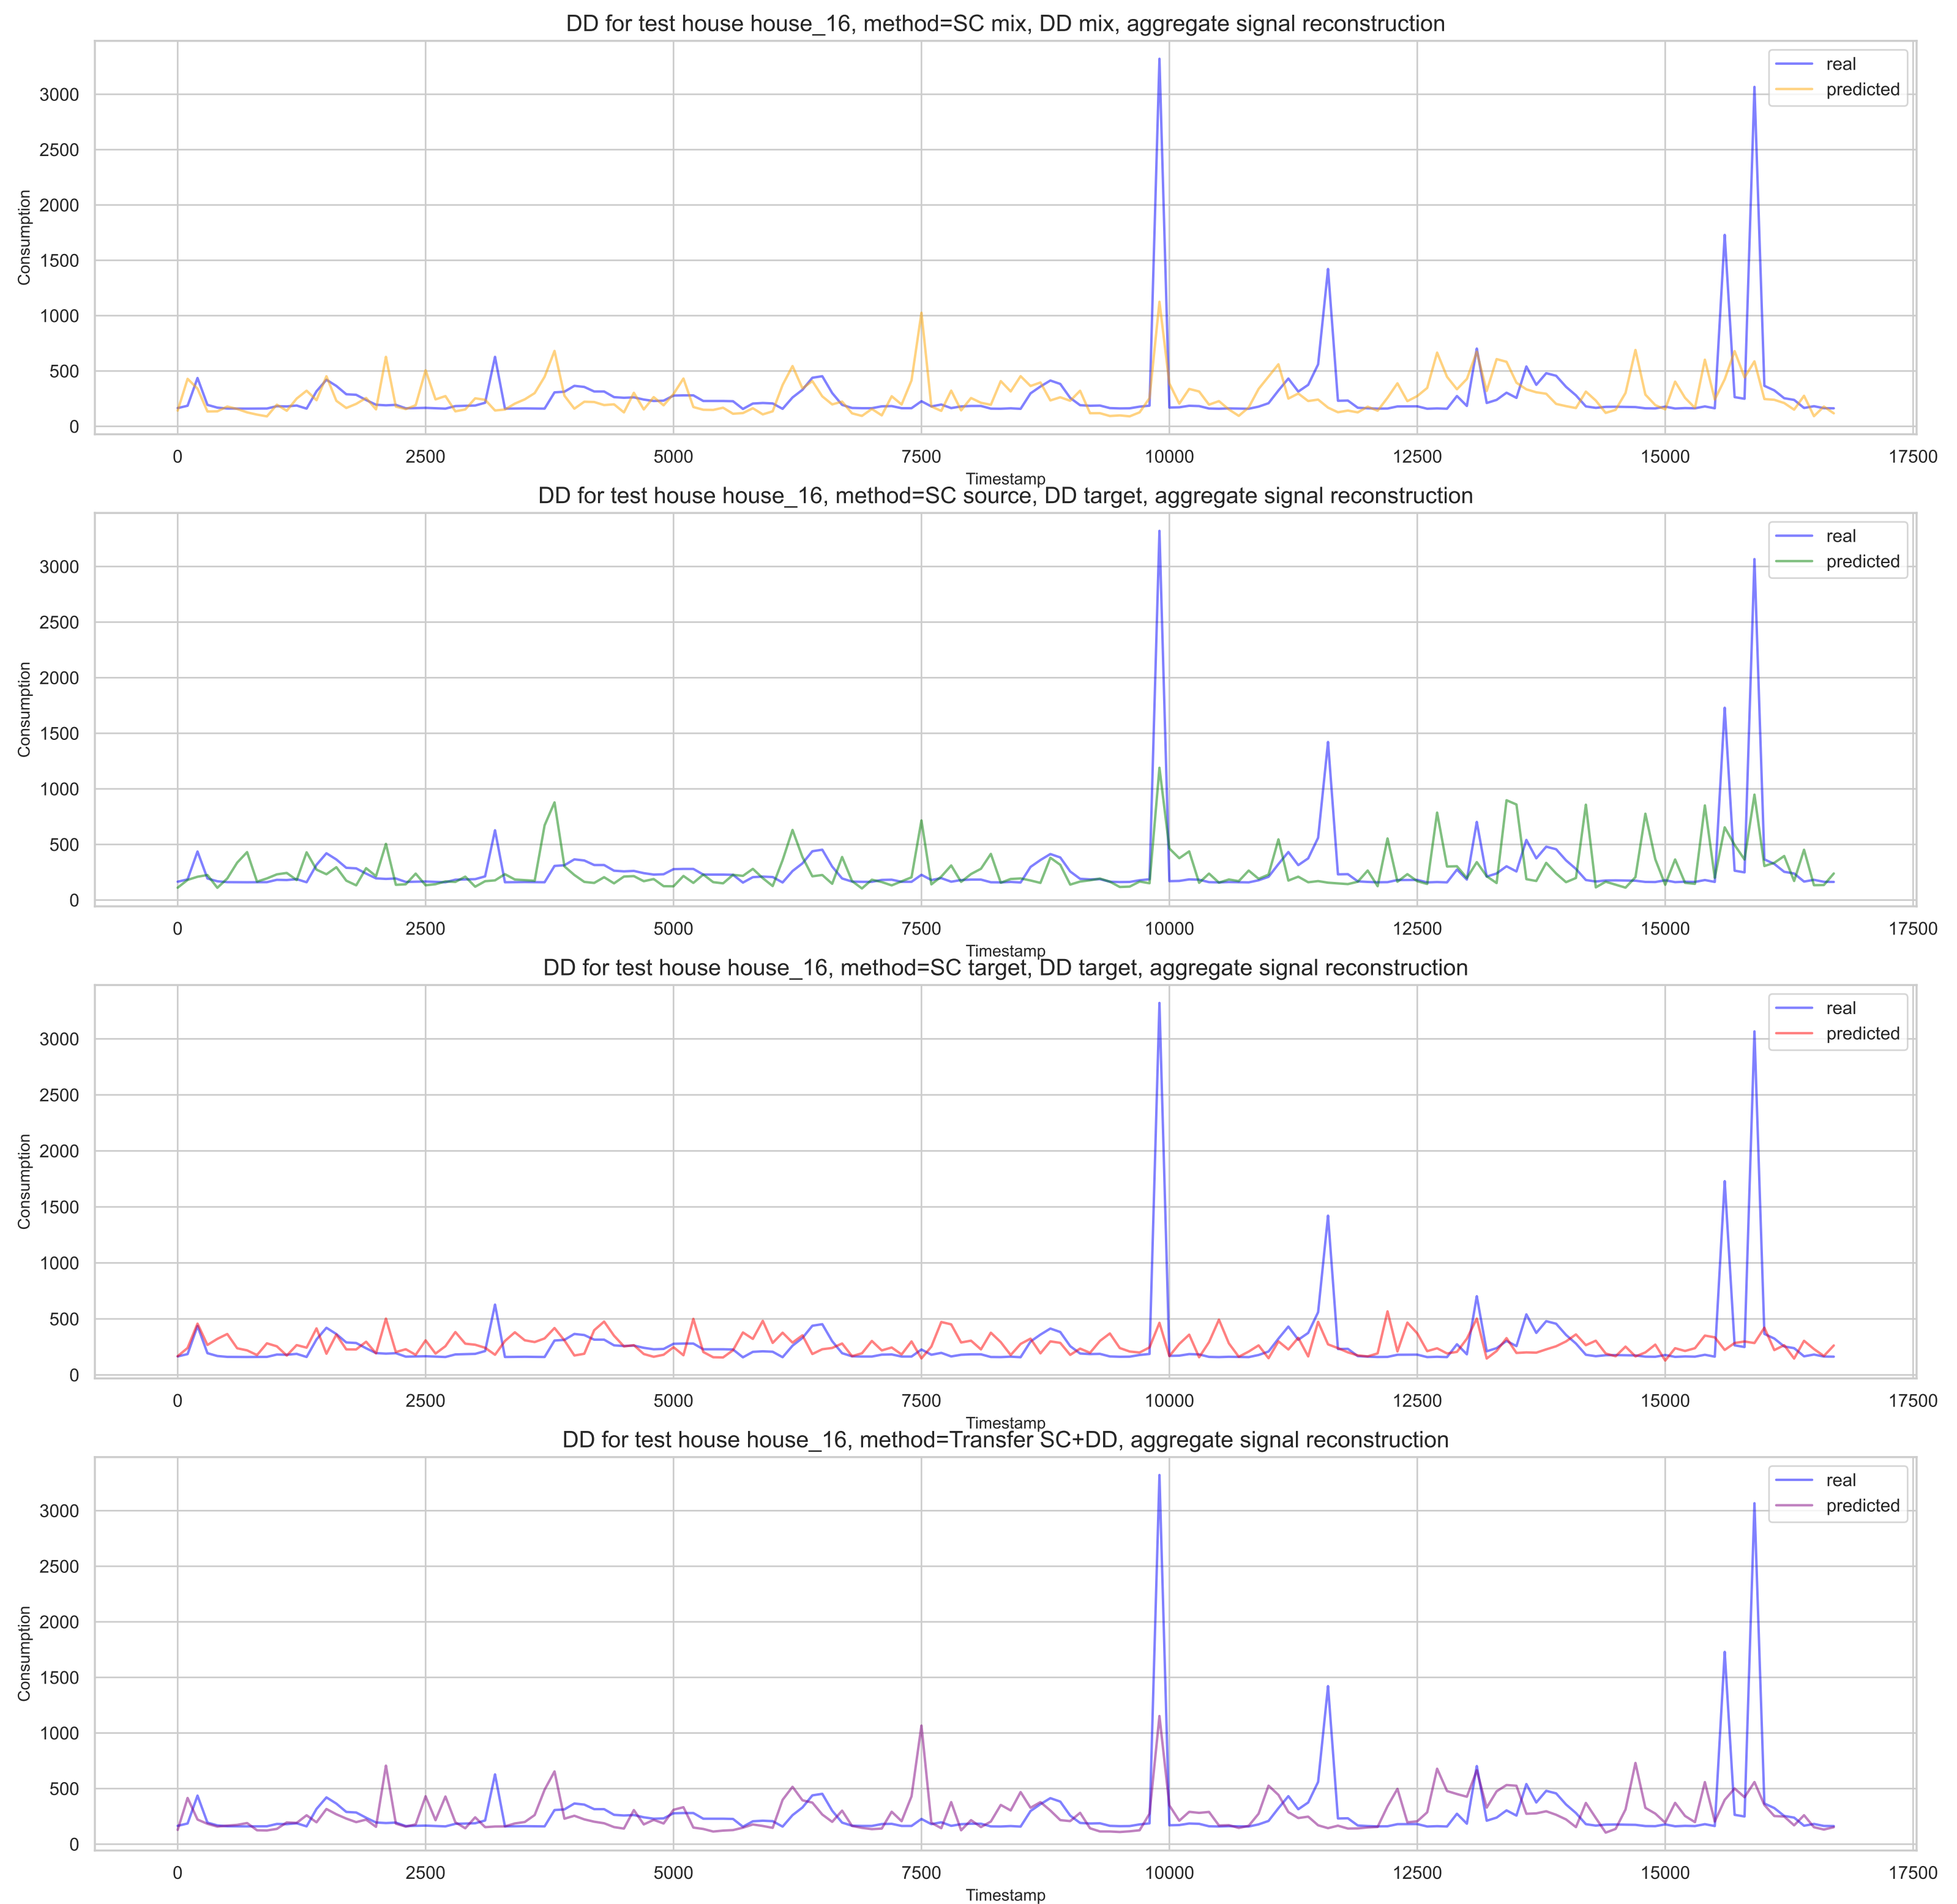 DD for test house house_16, method=SC mix, DD mix, aggregate signal reconstruction
real
predicted
Consumption
3000
2500
2000
1500
1000
500
0
0 2500 5000 7500 10000 12500 15000 17500
Timestamp
DD for test house house_16, method=SC source, DD target, aggregate signal reconstruction
real
predicted
Consumption
3000
2500
2000
1500
1000
500
0
0 2500 5000 7500 10000 12500 15000 17500
Timestamp
DD for test house house_16, method=SC target, DD target, aggregate signal reconstruction
real
predicted
Consumption
3000
2500
2000
1500
1000
500
0
0 2500 5000 7500 10000 12500 15000 17500
Timestamp
DD for test house house_16, method=Transfer SC+DD, aggregate signal reconstruction
real
predicted
Consumption
3000
2500
2000
1500
1000
500
0
0 2500 5000 7500 10000 12500 15000 17500
Timestamp